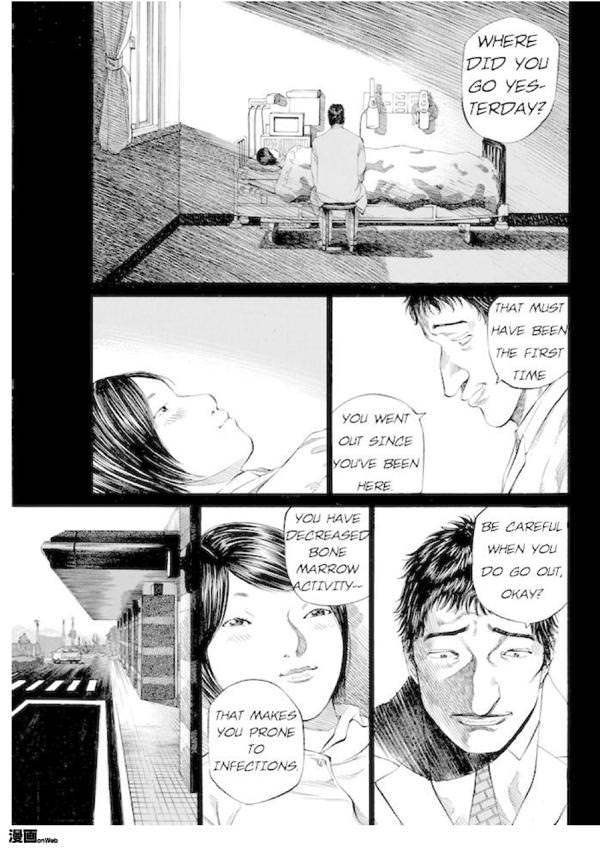 WHERE
DID YOU
GO YES-
TERDAY?
THAT MUST
HAVE BEEN
THE FIRST
TIME
YOU WENT
OUT SINCE
YOU'VE BEEN
HERE.
BE CAREFUL
WHEN YOU
DO GO OUT,
OKAY?
YOU HAVE
DECREASED
BONE
MARROW
ACTIVITY~~
THAT MAKES
YOU PRONE
TO
INFECTIONS.
漫画onWeb